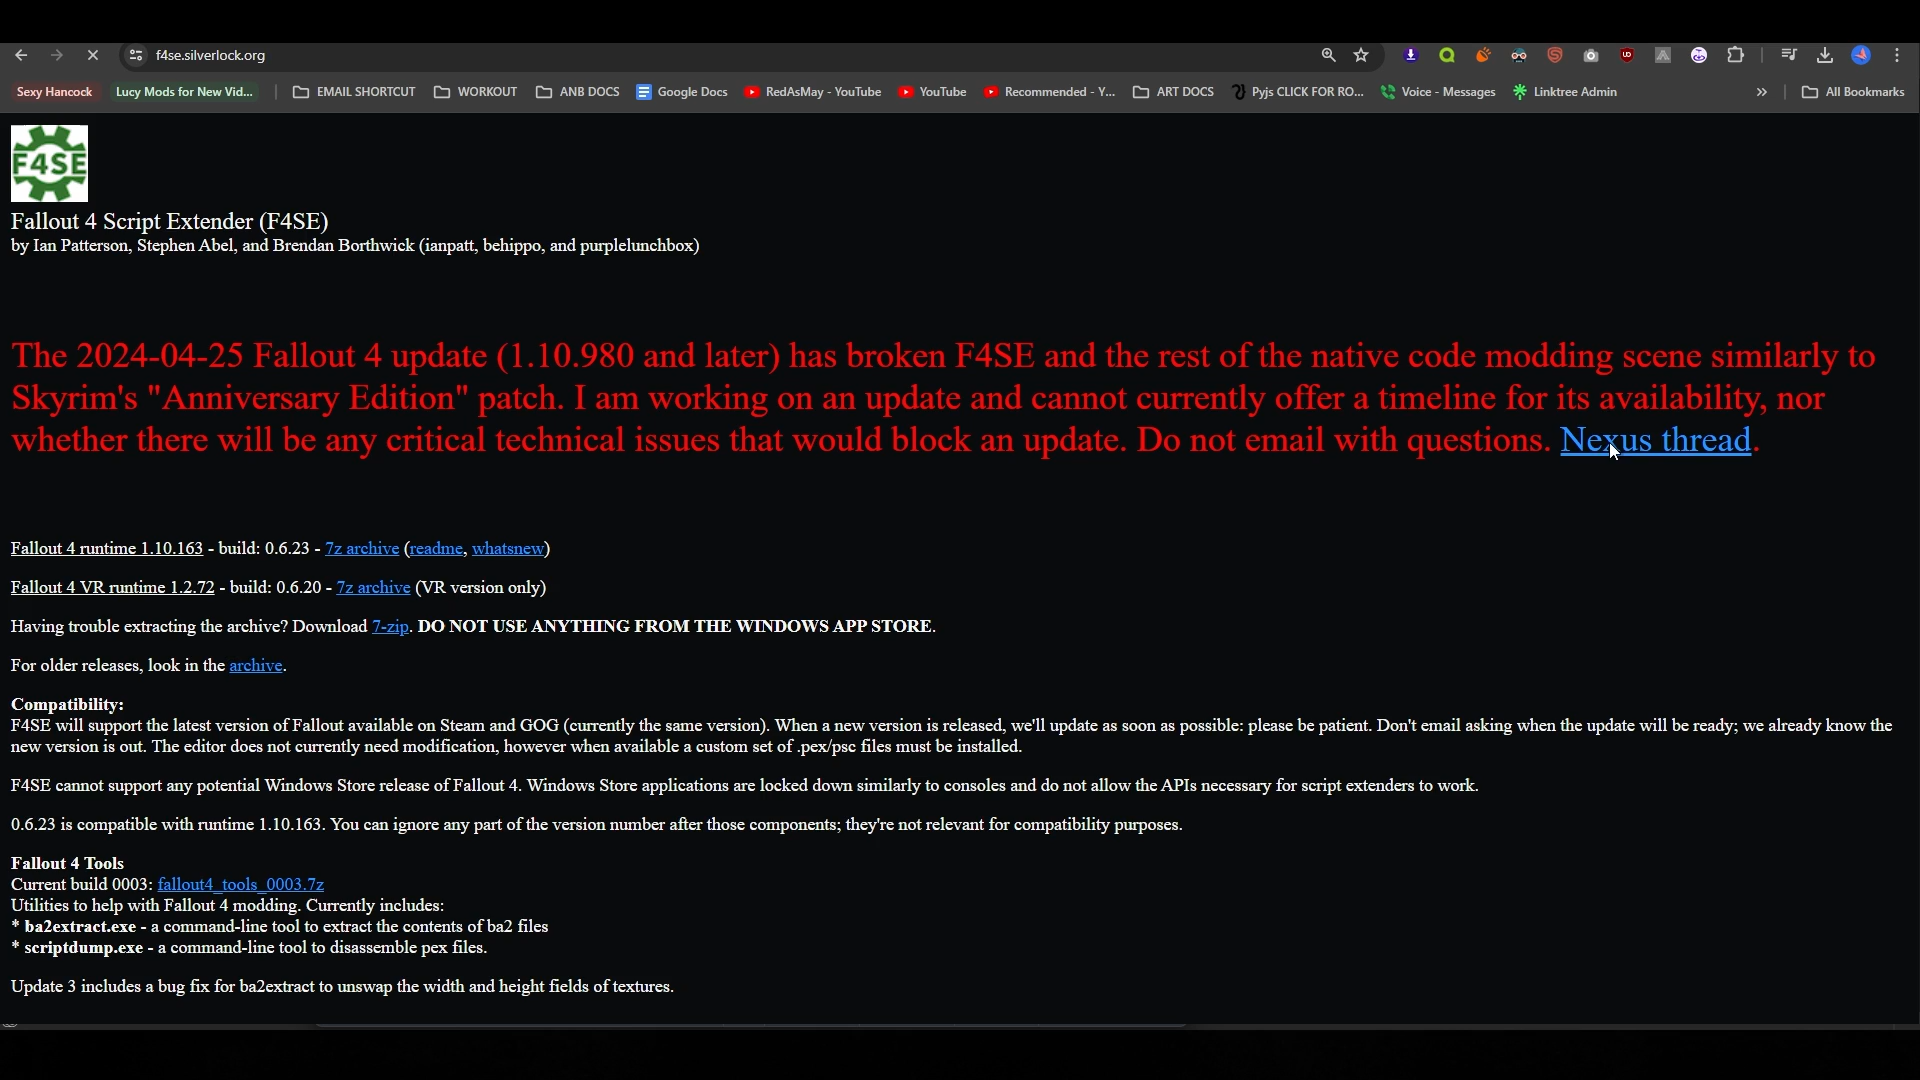 f4se.silverlock.org
Sexy Hancock Lucy Mods for New Vid... EMAIL SHORTCUT WORKOUT ANB DOCS Google Docs RedAsMay - YouTube YouTube Recommended - Y... ART DOCS Pyjs CLICK FOR RO... Voice - Messages Linktree Admin » All Bookmarks
F4SE
Fallout 4 Script Extender (F4SE)
by Ian Patterson, Stephen Abel, and Brendan Borthwick (ianpatt, behippo, and purplelunchbox)
The 2024-04-25 Fallout 4 update (1.10.980 and later) has broken F4SE and the rest of the native code modding scene similarly to
Skyrim's "Anniversary Edition" patch. I am working on an update and cannot currently offer a timeline for its availability, nor
whether there will be any critical technical issues that would block an update. Do not email with questions. Nexus thread.
Fallout 4 runtime 1.10.163 - build: 0.6.23 - 7z archive (readme, whatsnew)
Fallout 4 VR runtime 1.2.72 - build: 0.6.20 - 7z archive (VR version only)
Having trouble extracting the archive? Download 7-zip. DO NOT USE ANYTHING FROM THE WINDOWS APP STORE.
For older releases, look in the archive.
Compatibility:
F4SE will support the latest version of Fallout available on Steam and GOG (currently the same version). When a new version is released, we'll update as soon as possible: please be patient. Don't email asking when the update will be ready; we already know the
new version is out. The editor does not currently need modification, however when available a custom set of .pex/psc files must be installed.
F4SE cannot support any potential Windows Store release of Fallout 4. Windows Store applications are locked down similarly to consoles and do not allow the APIs necessary for script extenders to work.
0.6.23 is compatible with runtime 1.10.163. You can ignore any part of the version number after those components; they're not relevant for compatibility purposes.
Fallout 4 Tools
Current build 0003: fallout4_tools_0003.7z
Utilities to help with Fallout 4 modding. Currently includes:
* ba2extract.exe - a command-line tool to extract the contents of ba2 files
* scriptdump.exe - a command-line tool to disassemble pex files.
Update 3 includes a bug fix for ba2extract to unswap the width and height fields of textures.